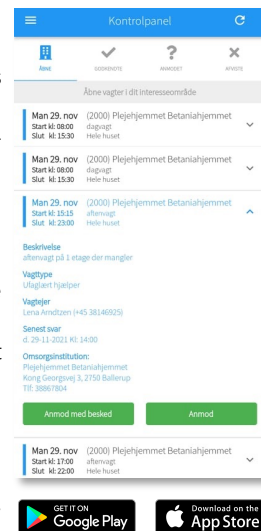 Kontrolpanel
ÅBNE GODKENDTE ANMODET AFVISTE
Åbne vagter i dit interesseområde
Man 29. nov (2000) Plejehjemmet Betaniahjemmet
Start kl: 08:00 dagvagt
Slut kl: 15:30 Hele huset
Man 29. nov (2000) Plejehjemmet Betaniahjemmet
Start kl: 08:00 dagvagt
Slut kl: 15:30 Hele huset
Man 29. nov (2000) Plejehjemmet Betaniahjemmet
Start kl: 15:15 aftenvagt
Slut kl: 23:00 Hele huset
Beskrivelse
aftenvagt på 1 etage der mangler
Vagttype
Ufaglært hjælper
Vagtejer
Lena Arndtzen (+45 38146925)
Senest svar
d. 29-11-2021 Kl. 14:00
Omsorgsinstitution:
Plejehjemmet Betaniahjemmet
Kong Georgsvej 3, 2750 Ballerup
Tlf: 38867804
Anmod med besked Anmod
Man 29. nov (2000) Plejehjemmet Betaniahjemmet
Start kl: 17:00 aftenvagt
Slut kl: 22:00 Hele huset
GET IT ON
Google Play
Download on the
App Store